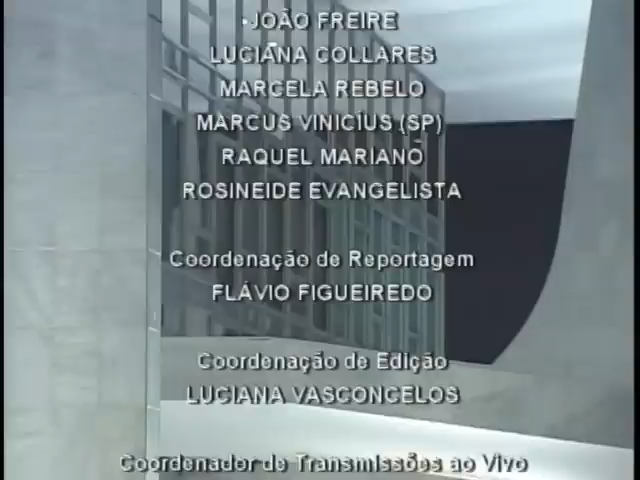 JOÃO FREIRE
LUCIANA COLLARES
MARCELA REBELO
MARCUS VINICIUS (SP)
RAQUEL MARIANO
ROSINEIDE EVANGELISTA
Coordenação de Reportagem
FLÁVIO FIGUEIREDO
Coordenação de Edição
LUCIANA VASCONCELOS
Coordenador de Transmissões ao Vivo